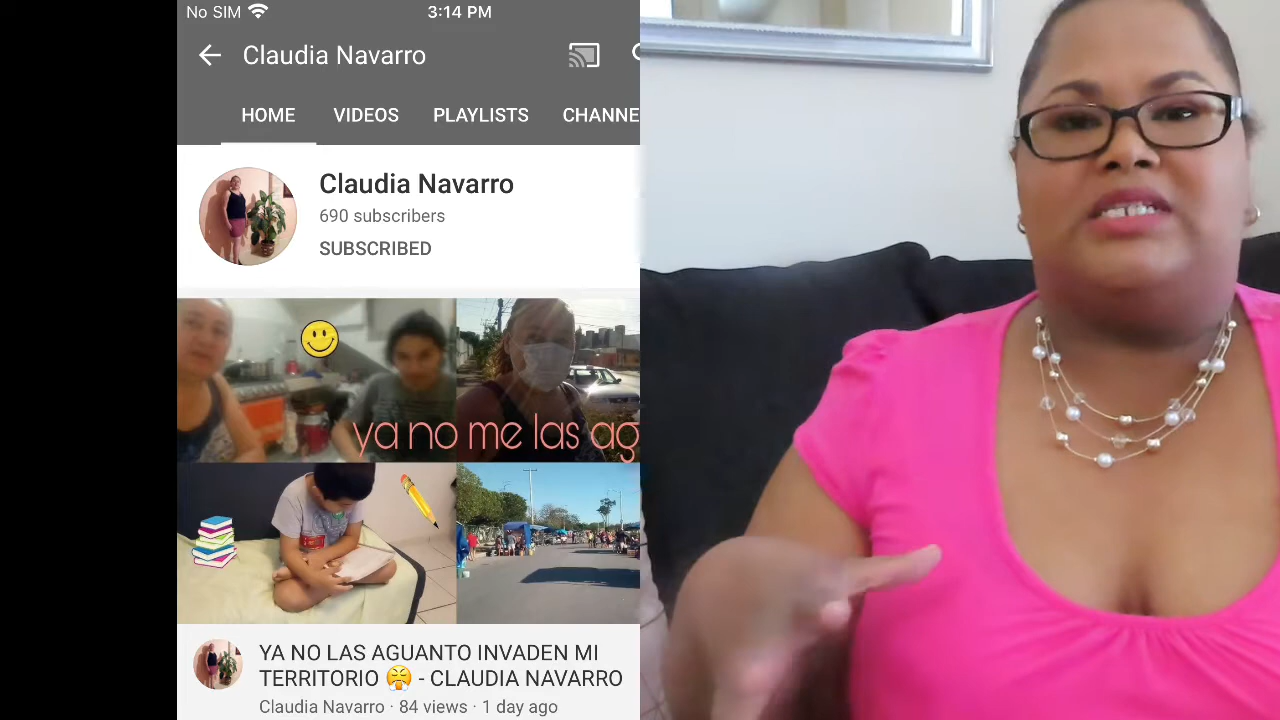 No SIM 3:14 PM
Claudia Navarro
HOME VIDEOS PLAYLISTS CHANNE
Claudia Navarro
690 subscribers
SUBSCRIBED
ya no me las ag
YA NO LAS AGUANTO INVADEN MI
TERRITORIO 😤 - CLAUDIA NAVARRO
Claudia Navarro · 84 views · 1 day ago